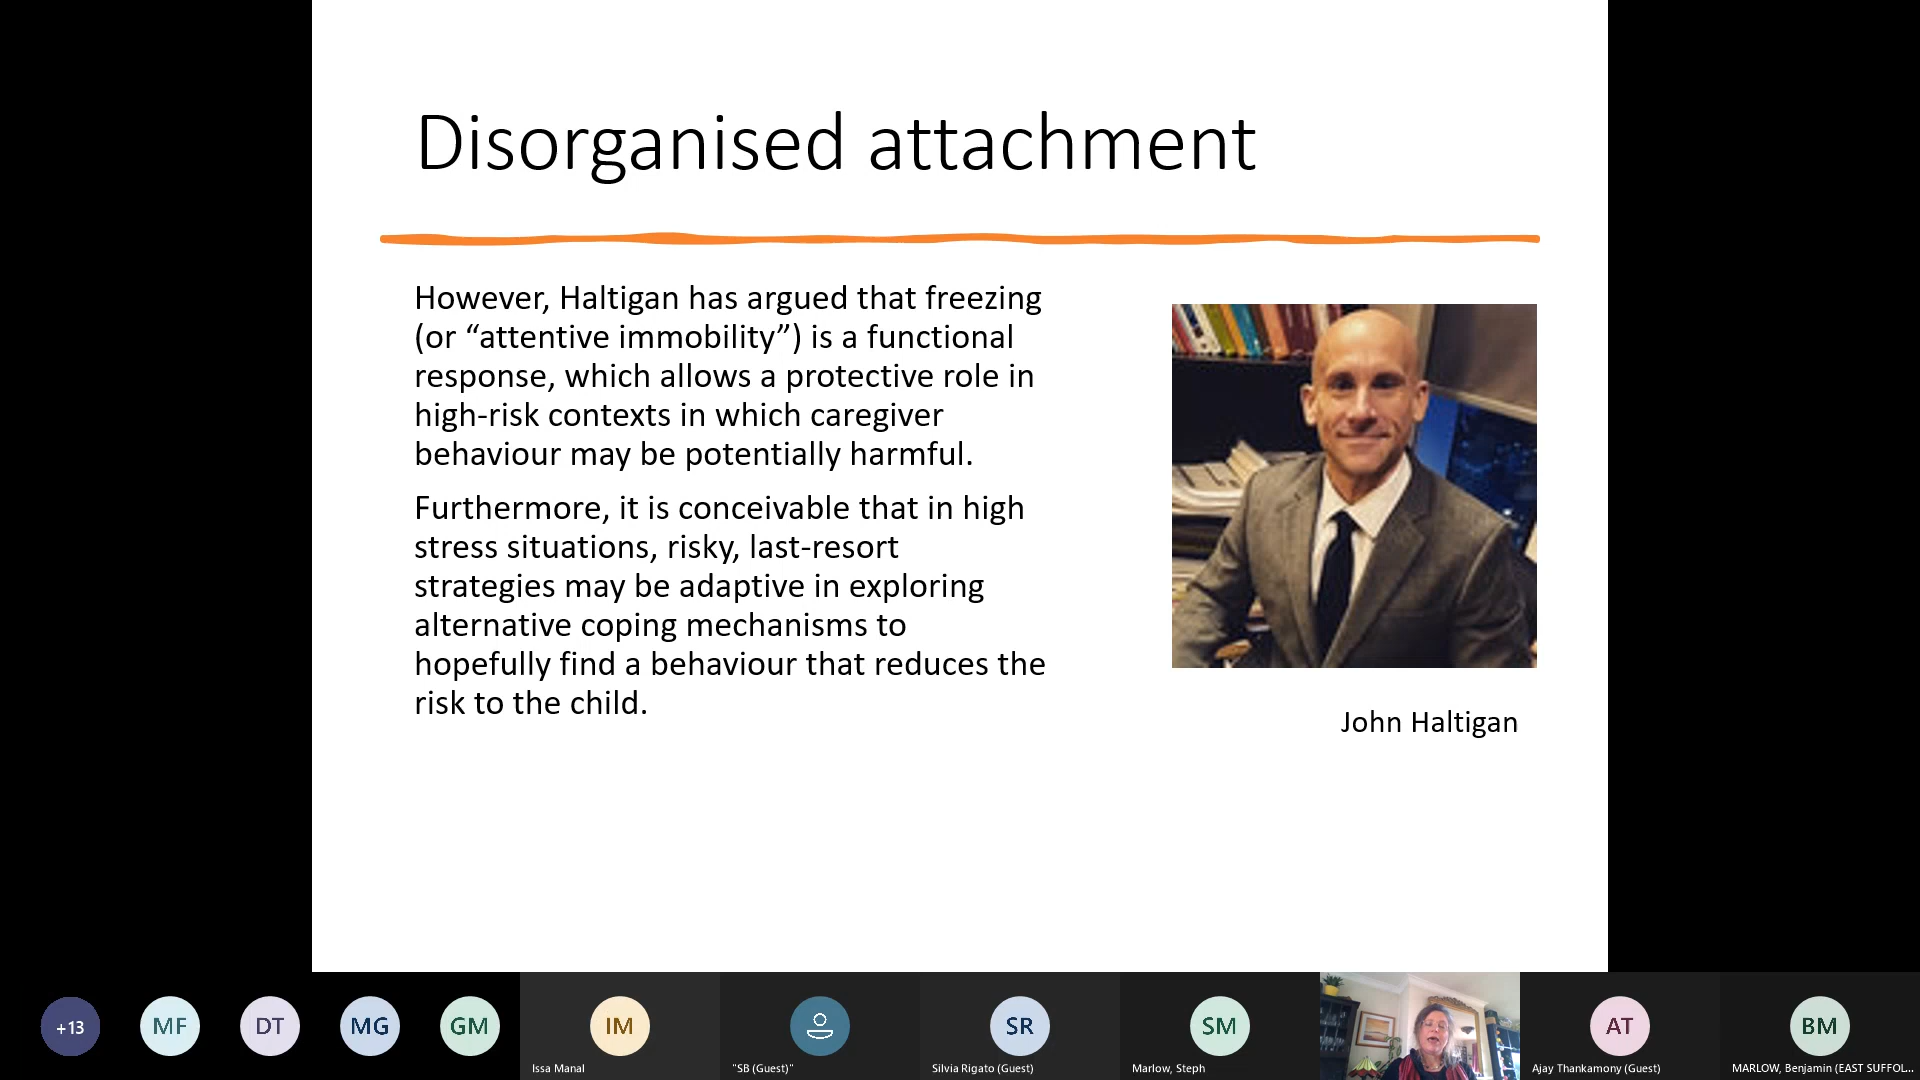 Disorganised attachment
However, Haltigan has argued that freezing
(or “attentive immobility”) is a functional
response, which allows a protective role in
high-risk contexts in which caregiver
behaviour may be potentially harmful.
Furthermore, it is conceivable that in high
stress situations, risky, last-resort
strategies may be adaptive in exploring
alternative coping mechanisms to
hopefully find a behaviour that reduces the
risk to the child.
John Haltigan
+13
MF
DT
MG
GM
IM
Issa Manal
"SB (Guest)"
SR
Silvia Rigato (Guest)
SM
Marlow, Steph
AT
Ajay Thankamony (Guest)
BM
MARLOW, Benjamin (EAST SUFFOL...